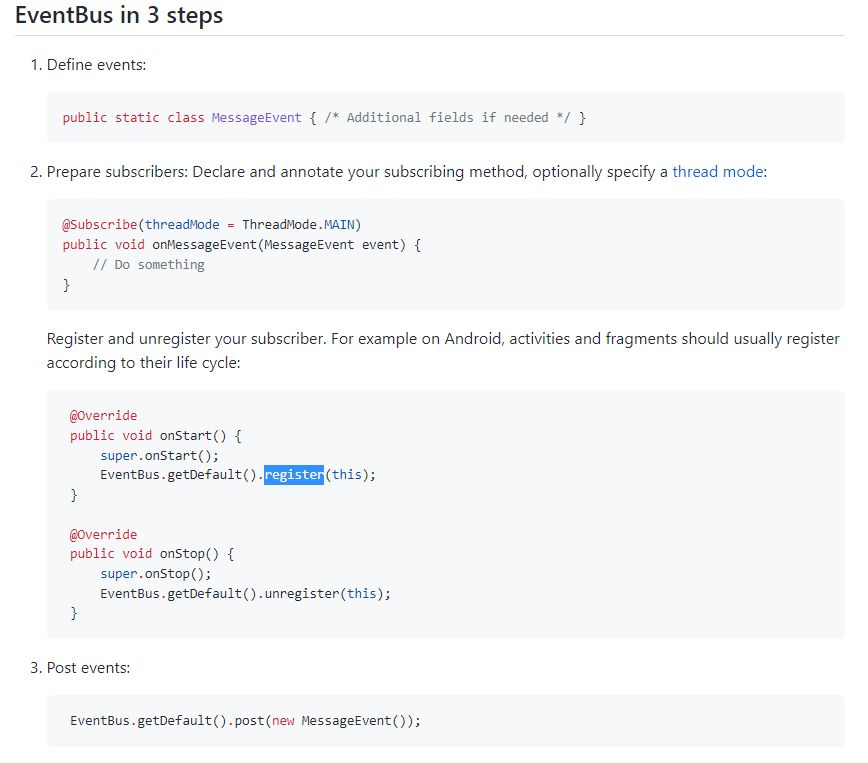 EventBus in 3 steps
1. Define events:
public static class MessageEvent { /* Additional fields if needed */ }
2. Prepare subscribers: Declare and annotate your subscribing method, optionally specify a thread mode:
@Subscribe(threadMode = ThreadMode.MAIN)
public void onMessageEvent(MessageEvent event) {
    // Do something
}
Register and unregister your subscriber. For example on Android, activities and fragments should usually register
according to their life cycle:
@Override
public void onStart() {
    super.onStart();
    EventBus.getDefault().register(this);
}
@Override
public void onStop() {
    super.onStop();
    EventBus.getDefault().unregister(this);
}
3. Post events:
EventBus.getDefault().post(new MessageEvent());